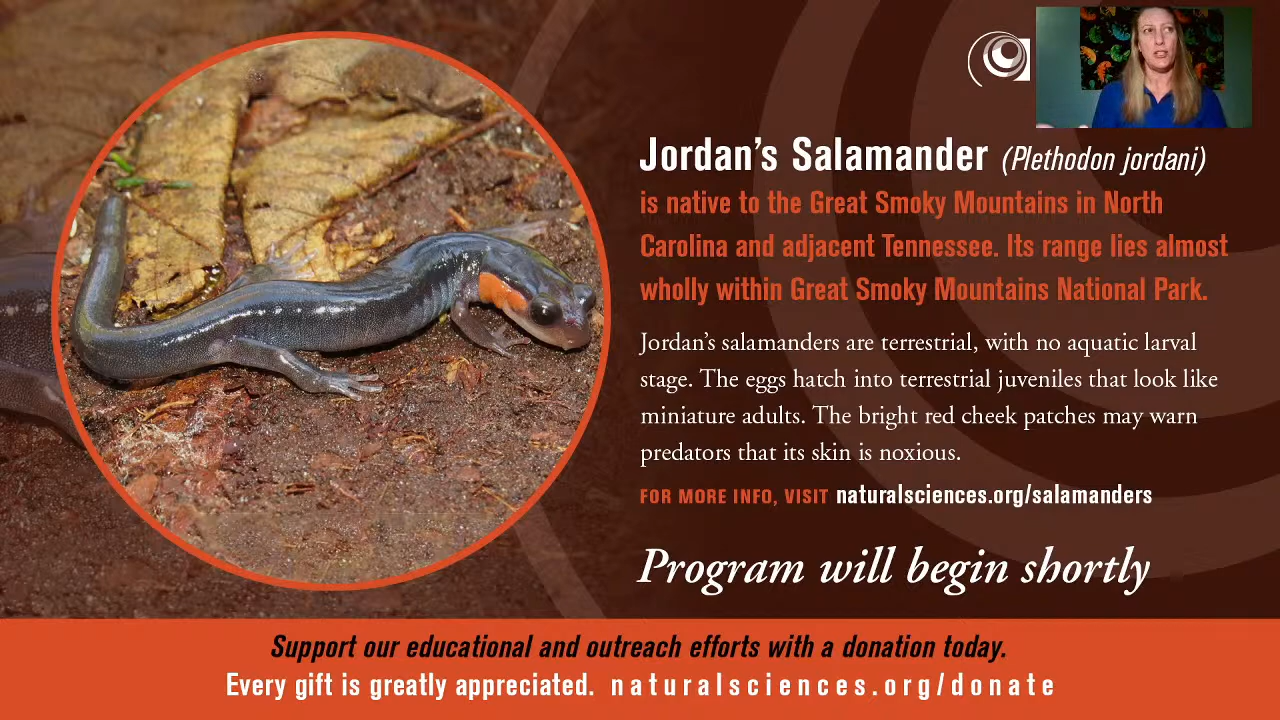 Jordan's Salamander (Plethodon jordani)
is native to the Great Smoky Mountains in North
Carolina and adjacent Tennessee. Its range lies almost
wholly within Great Smoky Mountains National Park.
Jordan's salamanders are terrestrial, with no aquatic larval
stage. The eggs hatch into terrestrial juveniles that look like
miniature adults. The bright red cheek patches may warn
predators that its skin is noxious.
FOR MORE INFO, VISIT naturalsciences.org/salamanders
Program will begin shortly
Support our educational and outreach efforts with a donation today.
Every gift is greatly appreciated. naturalsciences.org/donate